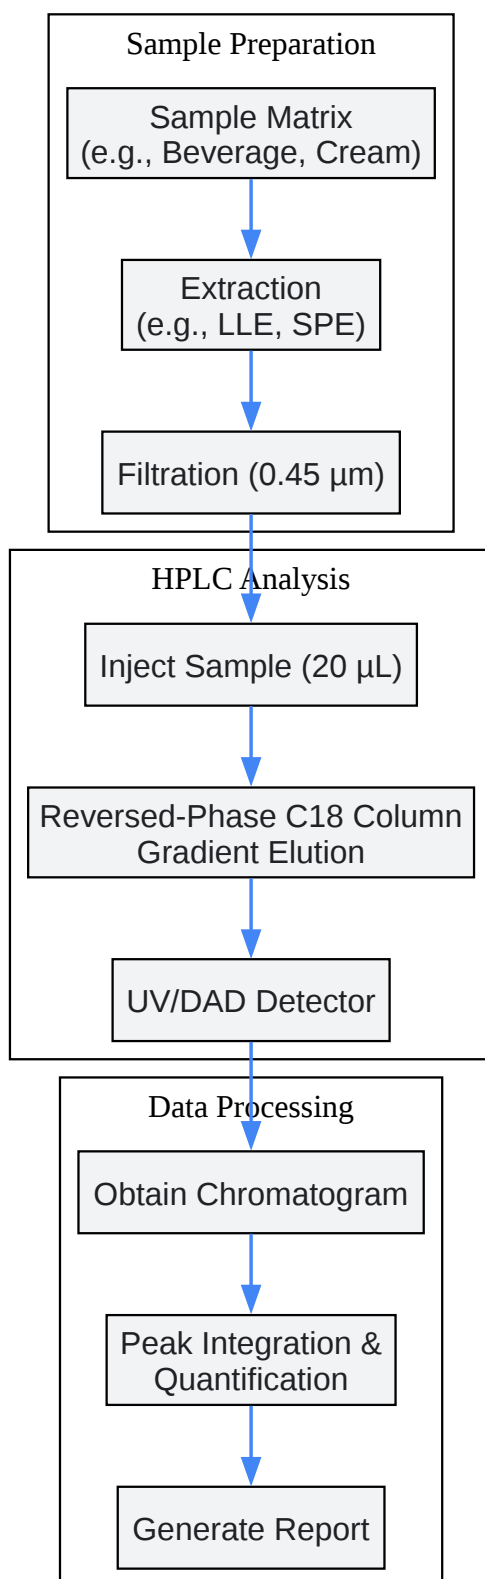 Sample Preparation
Sample Matrix
(e.g., Beverage, Cream)
Extraction
(e.g., LLE, SPE)
Filtration (0.45 µm)
HPLC Analysis
Inject Sample (20 µL)
Reversed-Phase C18 Column
Gradient Elution
UV/DAD Detector
Data Processing
Obtain Chromatogram
Peak Integration &
Quantification
Generate Report